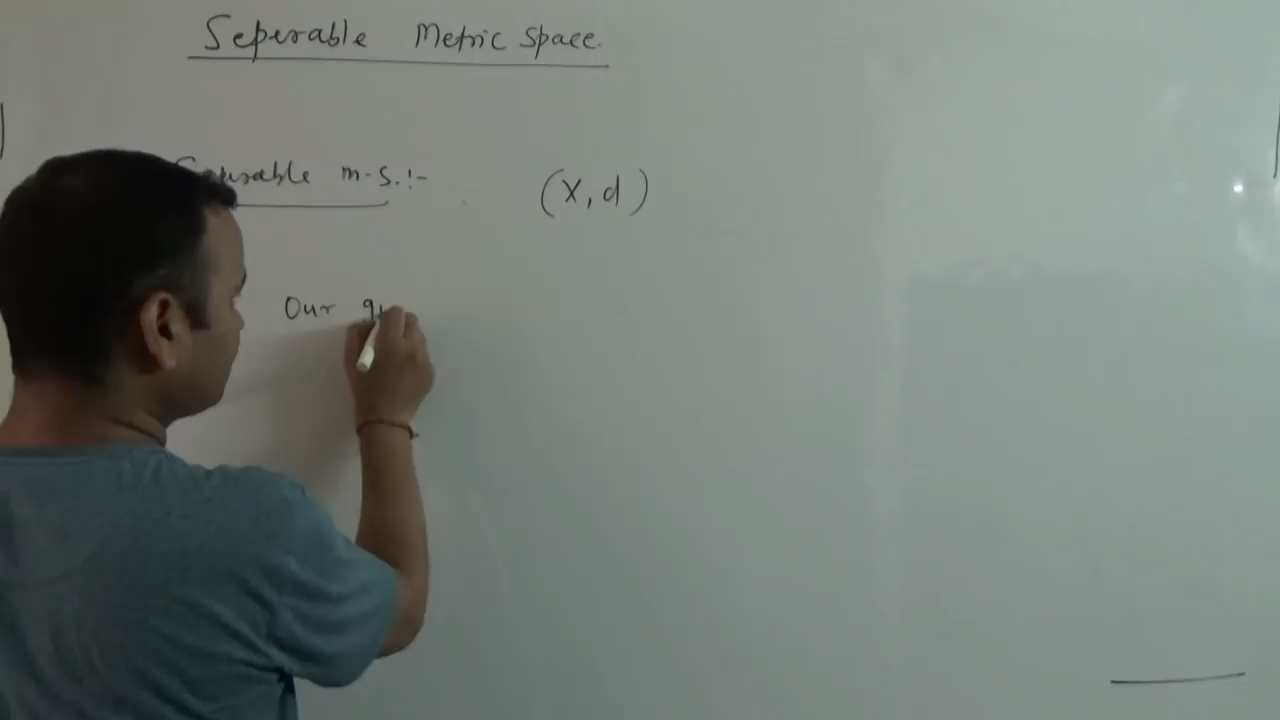 Seperable Metric Space.
m.S.:- (X, d)
Our